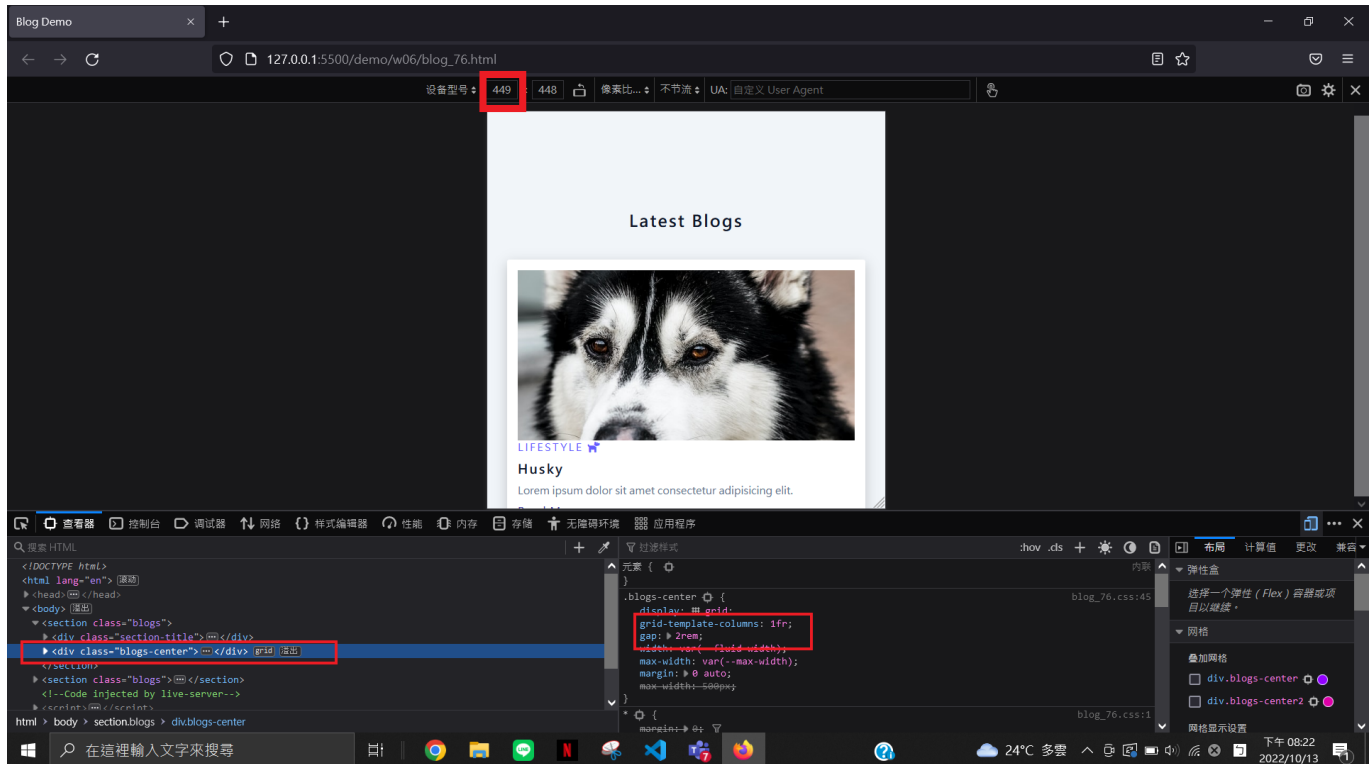 Blog Demo
127.0.0.1:5500/demo/w06/blog_76.html
设备型号 449 : 448 像素比... 不节流 UA: 自定义 User Agent
Latest Blogs
LIFESTYLE
Husky
Lorem ipsum dolor sit amet consectetur adipisicing elit.
查看器 控制台 调试器 网络 {} 样式编辑器 性能 内存 存储 无障碍环境 应用程序
搜索 HTML
<!DOCTYPE html>
<html lang="en"> 滚动
<head> </head>
<body> 溢出
<section class="blogs">
<div class="section-title"> </div>
<div class="blogs-center"> </div> grid 溢出
</section>
<section class="blogs"> </section>
<!--Code injected by live-server-->
<script> </script>
html > body > section.blogs > div.blogs-center
过滤样式 :hov .cls +
元素 { 内联
}
.blogs-center { blog_76.css:45
display: grid;
grid-template-columns: 1fr;
gap: 2rem;
width: var(--fluid-width);
max-width: var(--max-width);
margin: 0 auto;
max-width: 500px;
}
* { blog_76.css:1
margin: 0;
布局 计算值 更改 兼容
弹性盒
选择一个弹性（Flex）容器或项
目以继续。
网格
叠加网格
div.blogs-center
div.blogs-center2
网格显示设置
在這裡輸入文字來搜尋
24°C 多雲
下午 08:22
2022/10/13